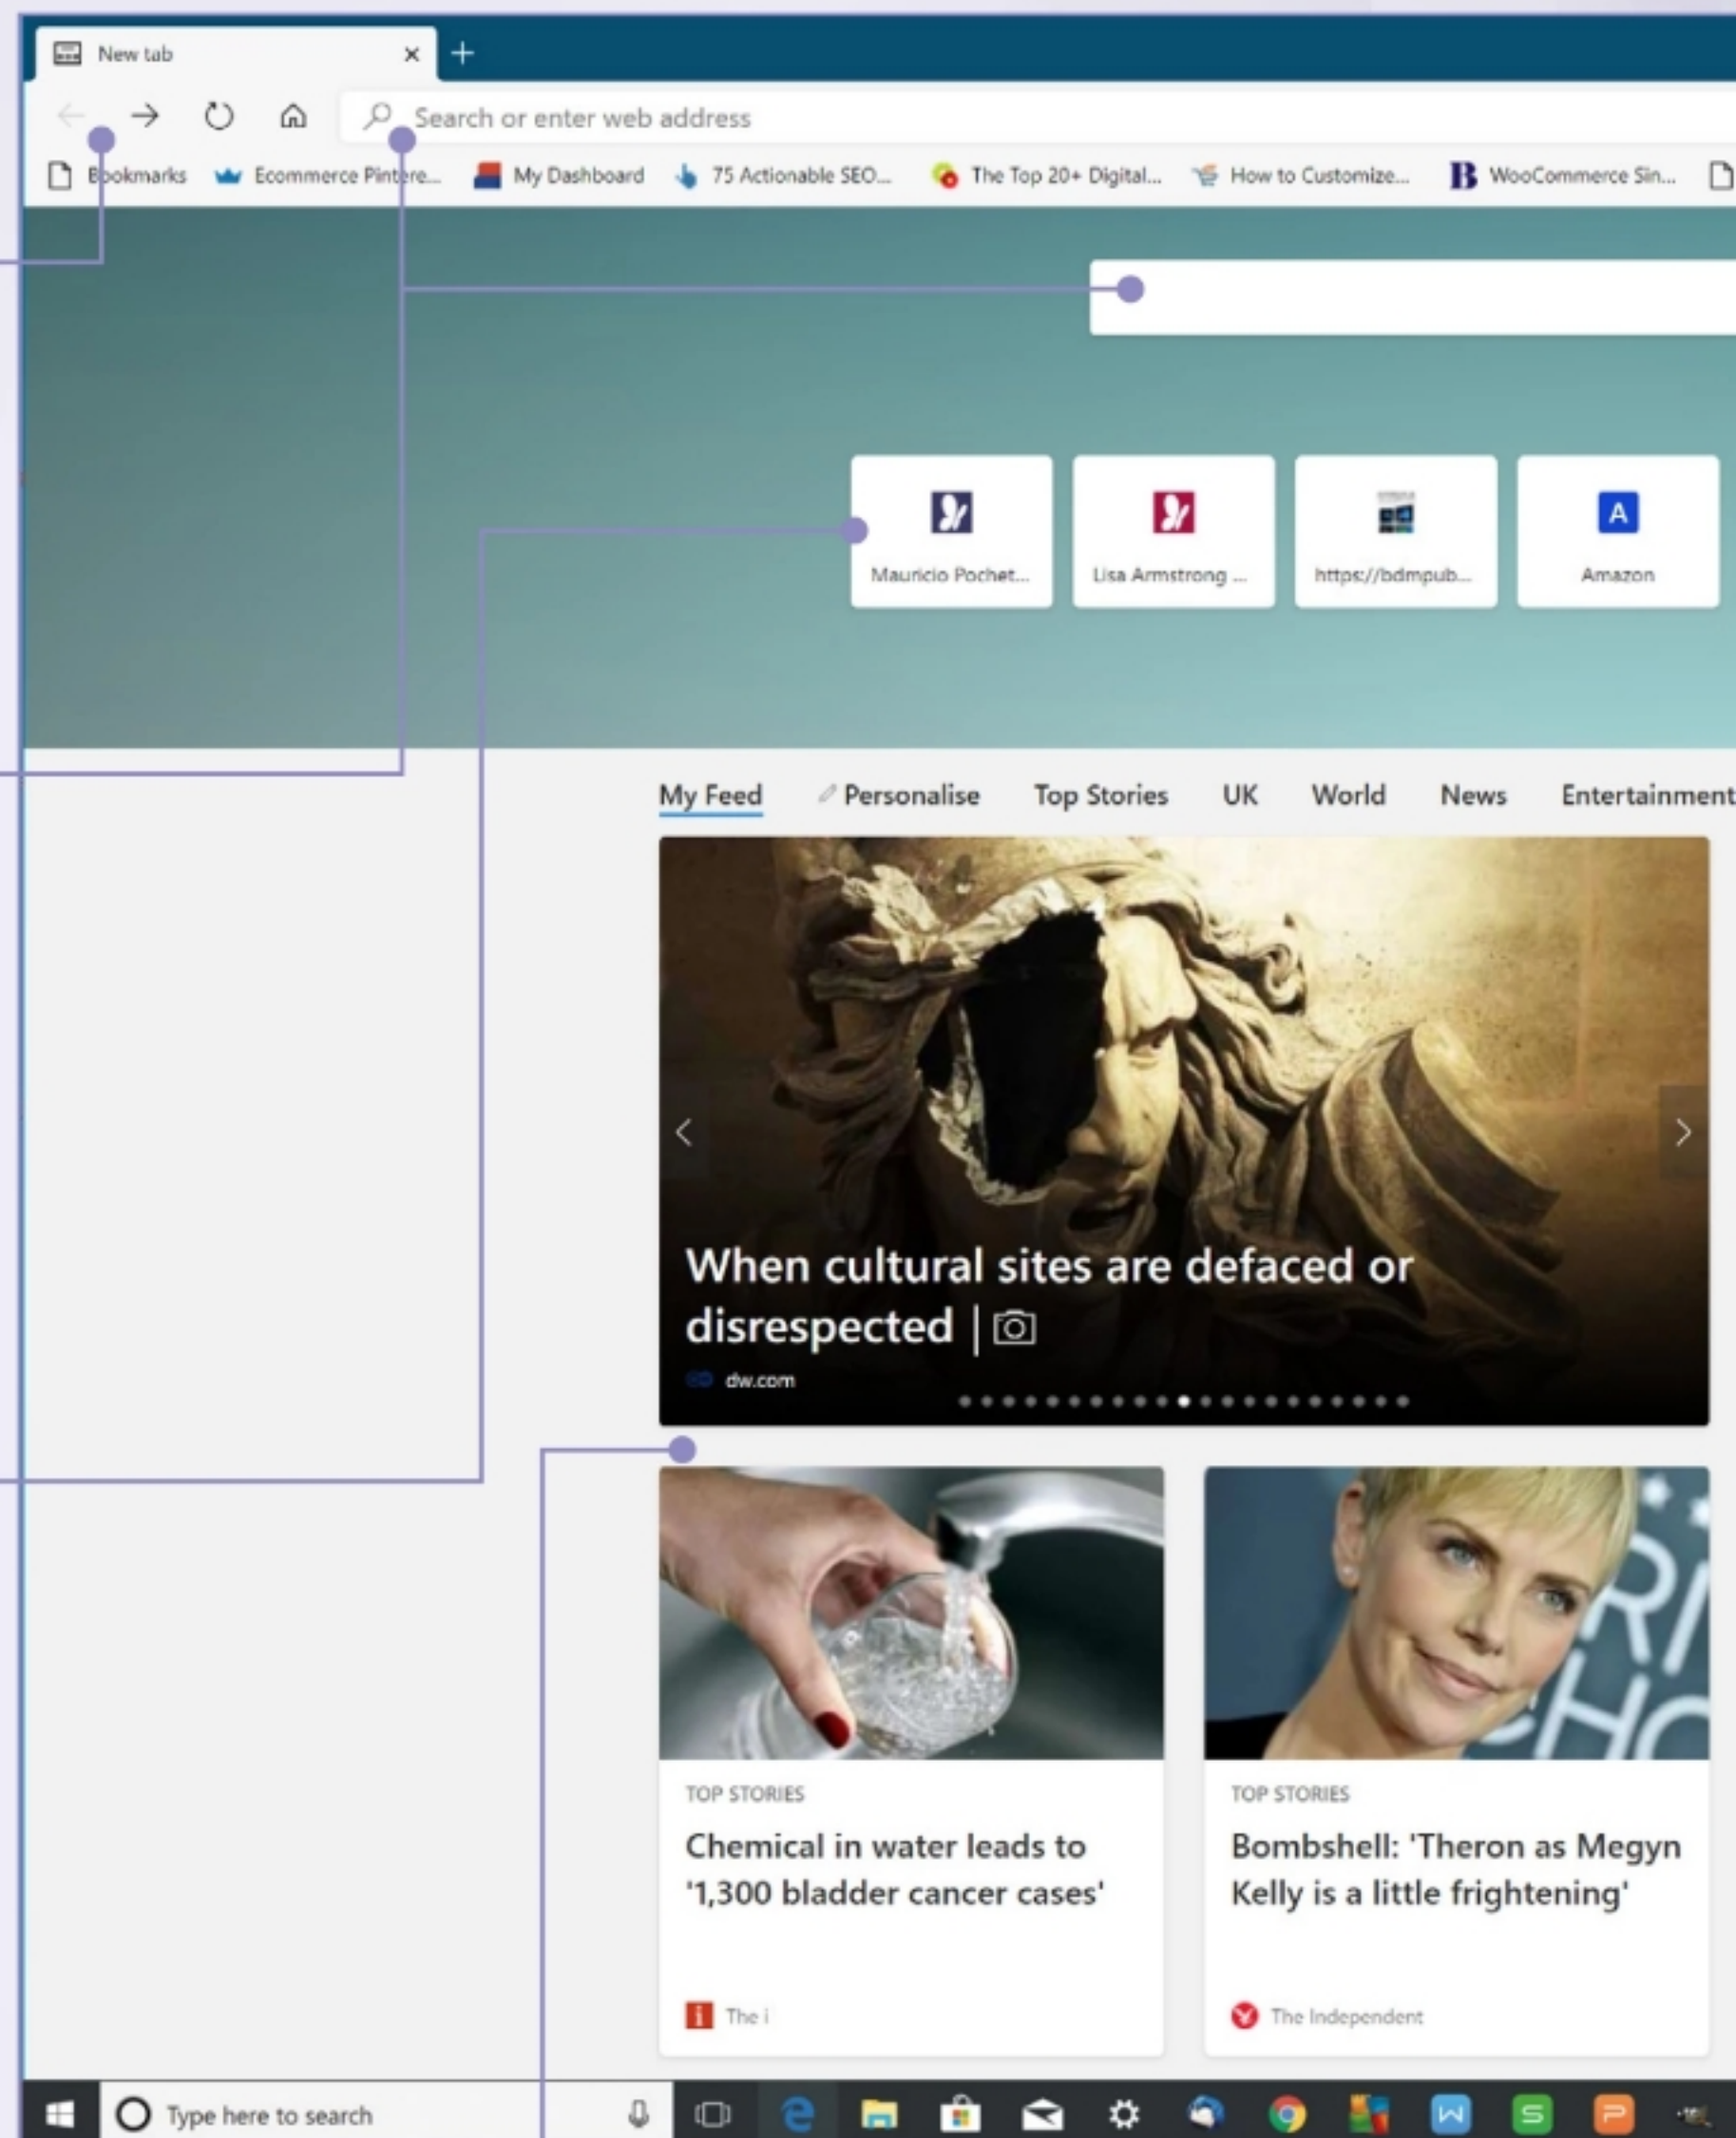 New tab
Search or enter web address
Bookmarks Ecommerce Pintere... My Dashboard 75 Actionable SEO... The Top 20+ Digital... How to Customize... WooCommerce Sin...
A
Mauricio Pochet... Lisa Armstrong ... https://bdmpub... Amazon
My Feed Personalise Top Stories UK World News Entertainment
When cultural sites are defaced or
disrespected |
dw.com
RI
CHO
TOP STORIES
Chemical in water leads to
'1,300 bladder cancer cases'
i The i
TOP STORIES
Bombshell: 'Theron as Megyn
Kelly is a little frightening'
The Independent
Type here to search
W S P